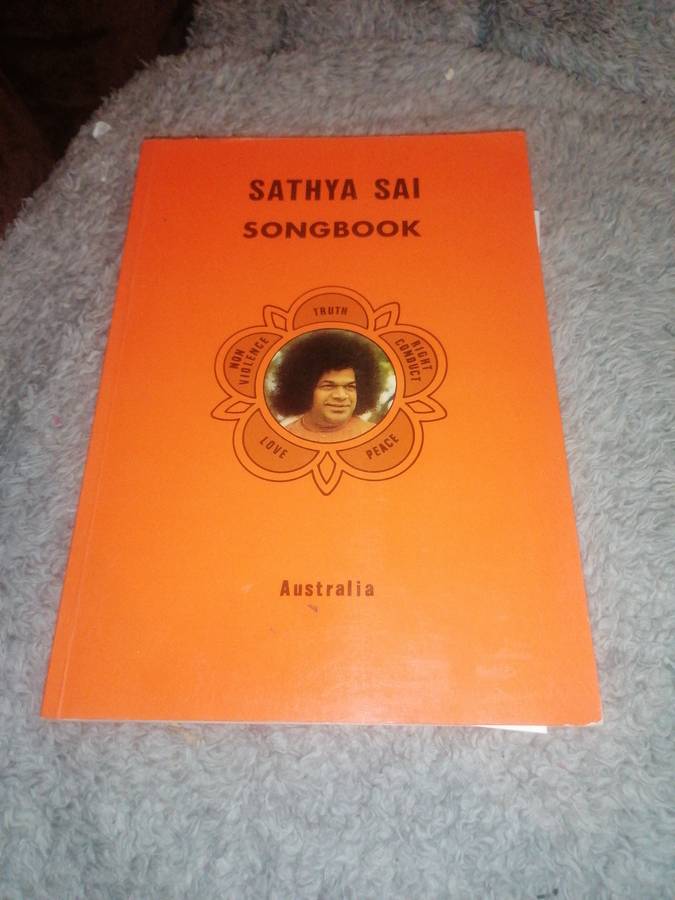 SATHYA SAI
SONGBOOK
TRUTH
NON
VIOLENCE
RIGHT
CONDUCT
LOVE
PEACE
Australia